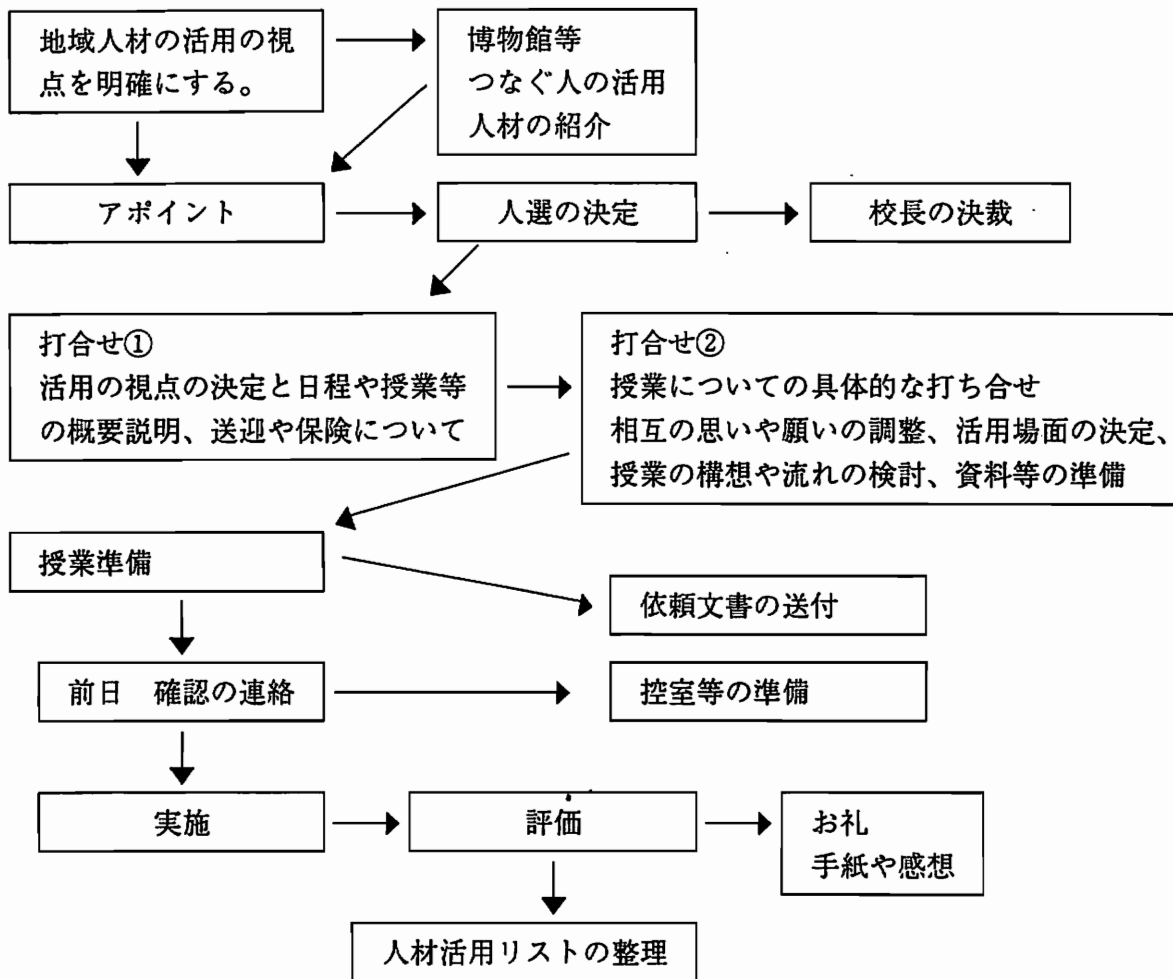 地域人材の活用の視
点を明確にする。
博物館等
つなぐ人の活用
人材の紹介
アポイント
人選の決定
校長の決裁
打合せ①
活用の視点の決定と日程や授業等
の概要説明、送迎や保険について
打合せ②
授業についての具体的な打ち合せ
相互の思いや願いの調整、活用場面の決定、
授業の構想や流れの検討、資料等の準備
授業準備
依頼文書の送付
前日　確認の連絡
控室等の準備
実施
評価
お礼
手紙や感想
人材活用リストの整理